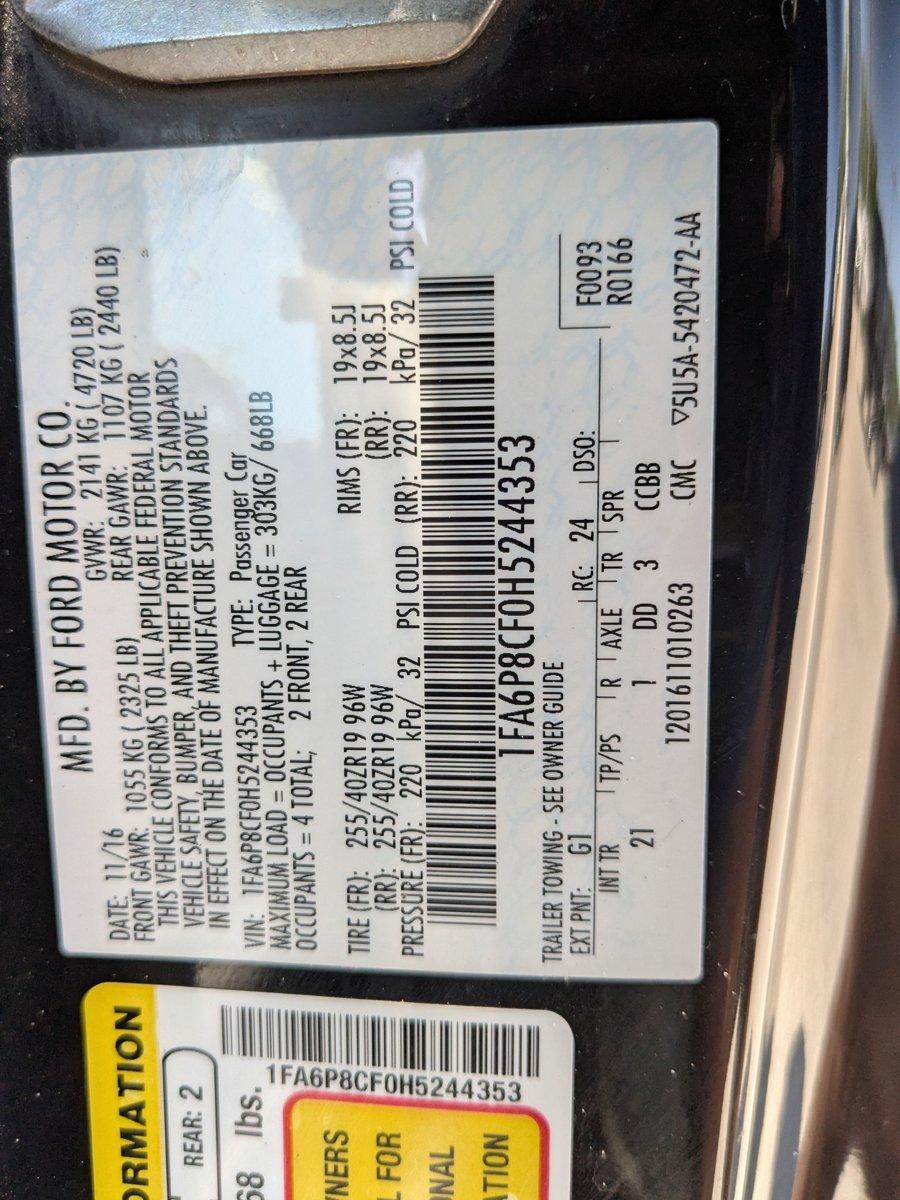 MFD. BY FORD MOTOR CO.
DATE: 11/16 GVWR: 2141 KG ( 4720 LB)
FRONT GAWR: 1055 KG ( 2325 LB) REAR GAWR: 1107 KG ( 2440 LB)
THIS VEHICLE CONFORMS TO ALL APPLICABLE FEDERAL MOTOR
VEHICLE SAFETY, BUMPER, AND THEFT PREVENTION STANDARDS
IN EFFECT ON THE DATE OF MANUFACTURE SHOWN ABOVE.
VIN: 1FA6P8CF0H5244353 TYPE: Passenger Car
MAXIMUM LOAD = OCCUPANTS + LUGGAGE = 303KG/ 668LB
OCCUPANTS = 4 TOTAL; 2 FRONT, 2 REAR
TIRE (FR): 255/40ZR19 96W RIMS (FR): 19x8.5J
(RR): 255/40ZR19 96W (RR): 19x8.5J
PRESSURE (FR): 220 kPa/ 32 PSI COLD (RR): 220 kPa/ 32 PSI COLD
1FA6P8CF0H5244353
TRAILER TOWING - SEE OWNER GUIDE
F0093
R0166
EXT PNT: G1 RC: 24 DSO:
INT TR TP/PS R AXLE TR SPR
21 1 DD 3 CCBB
12016110102​63 CMC ▽5U5A-5420472-AA
ORMATION
REAR: 2
68 lbs.
1FA6P8CF0H5244353
NERS
L FOR
ONAL
ATION